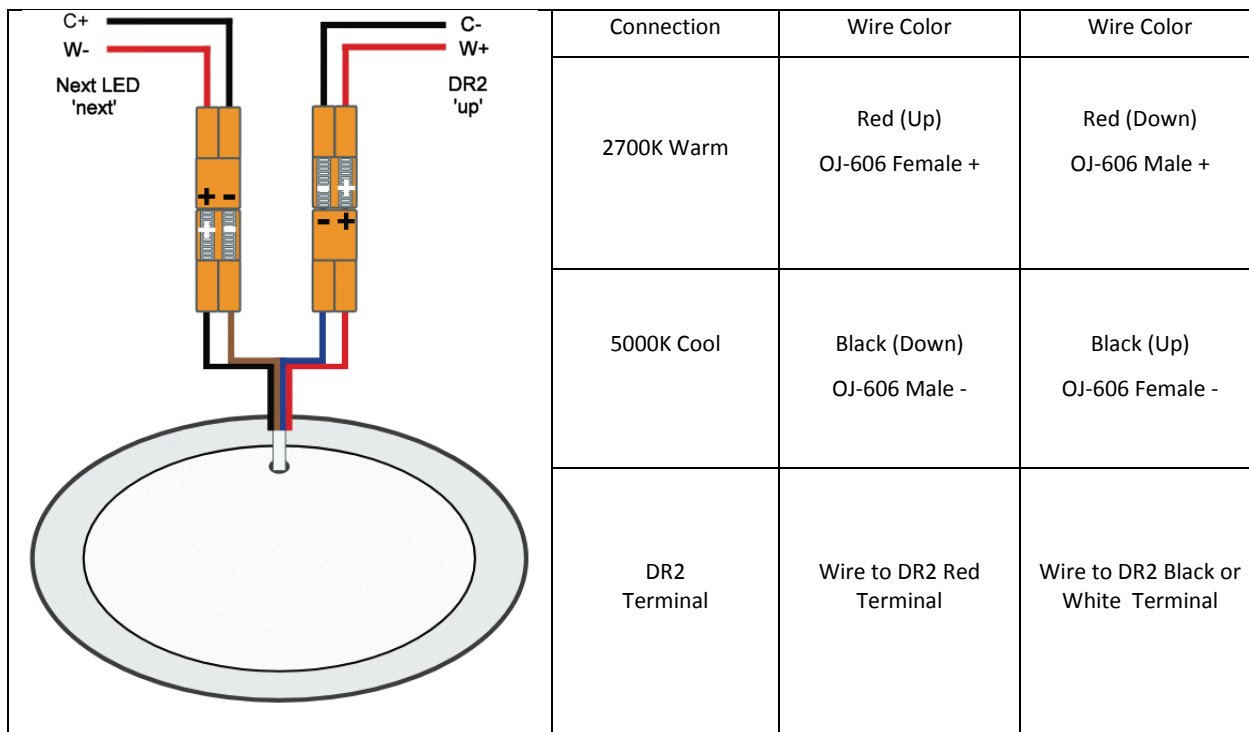 C+
W-
Next LED
'next'
C-
W+
DR2
'up'
+ -
+ -
- +
- +
Connection
Wire Color
Wire Color
2700K Warm
Red (Up)
OJ-606 Female +
Red (Down)
OJ-606 Male +
5000K Cool
Black (Down)
OJ-606 Male -
Black (Up)
OJ-606 Female -
DR2
Terminal
Wire to DR2 Red
Terminal
Wire to DR2 Black or
White Terminal